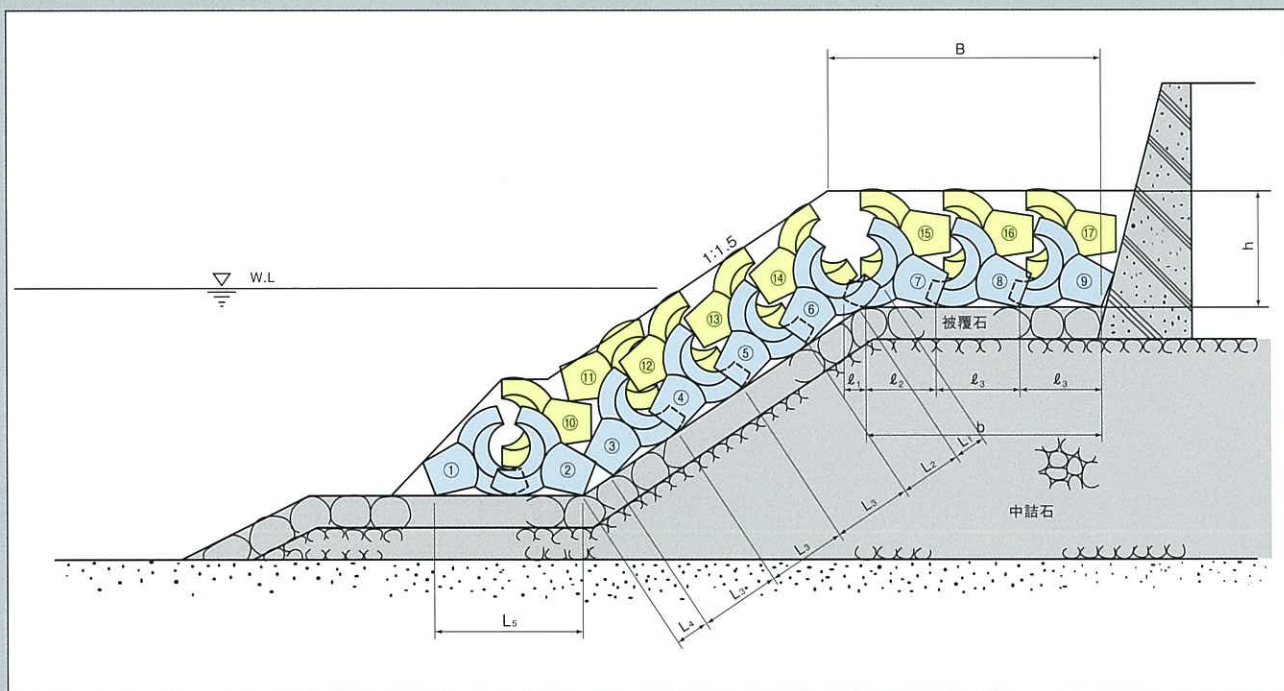 B
h
1:1.5
W.L
⑮ ⑯ ⑰
⑭
⑦ ⑧ ⑨
⑬
⑥
被覆石
⑫
⑤
⑪
ℓ₁ ℓ₂ ℓ₃ ℓ₃
④
b
⑩
③
L₁
① ②
L₂
L₃
中詰石
L₃
L₃
L₄
L₅